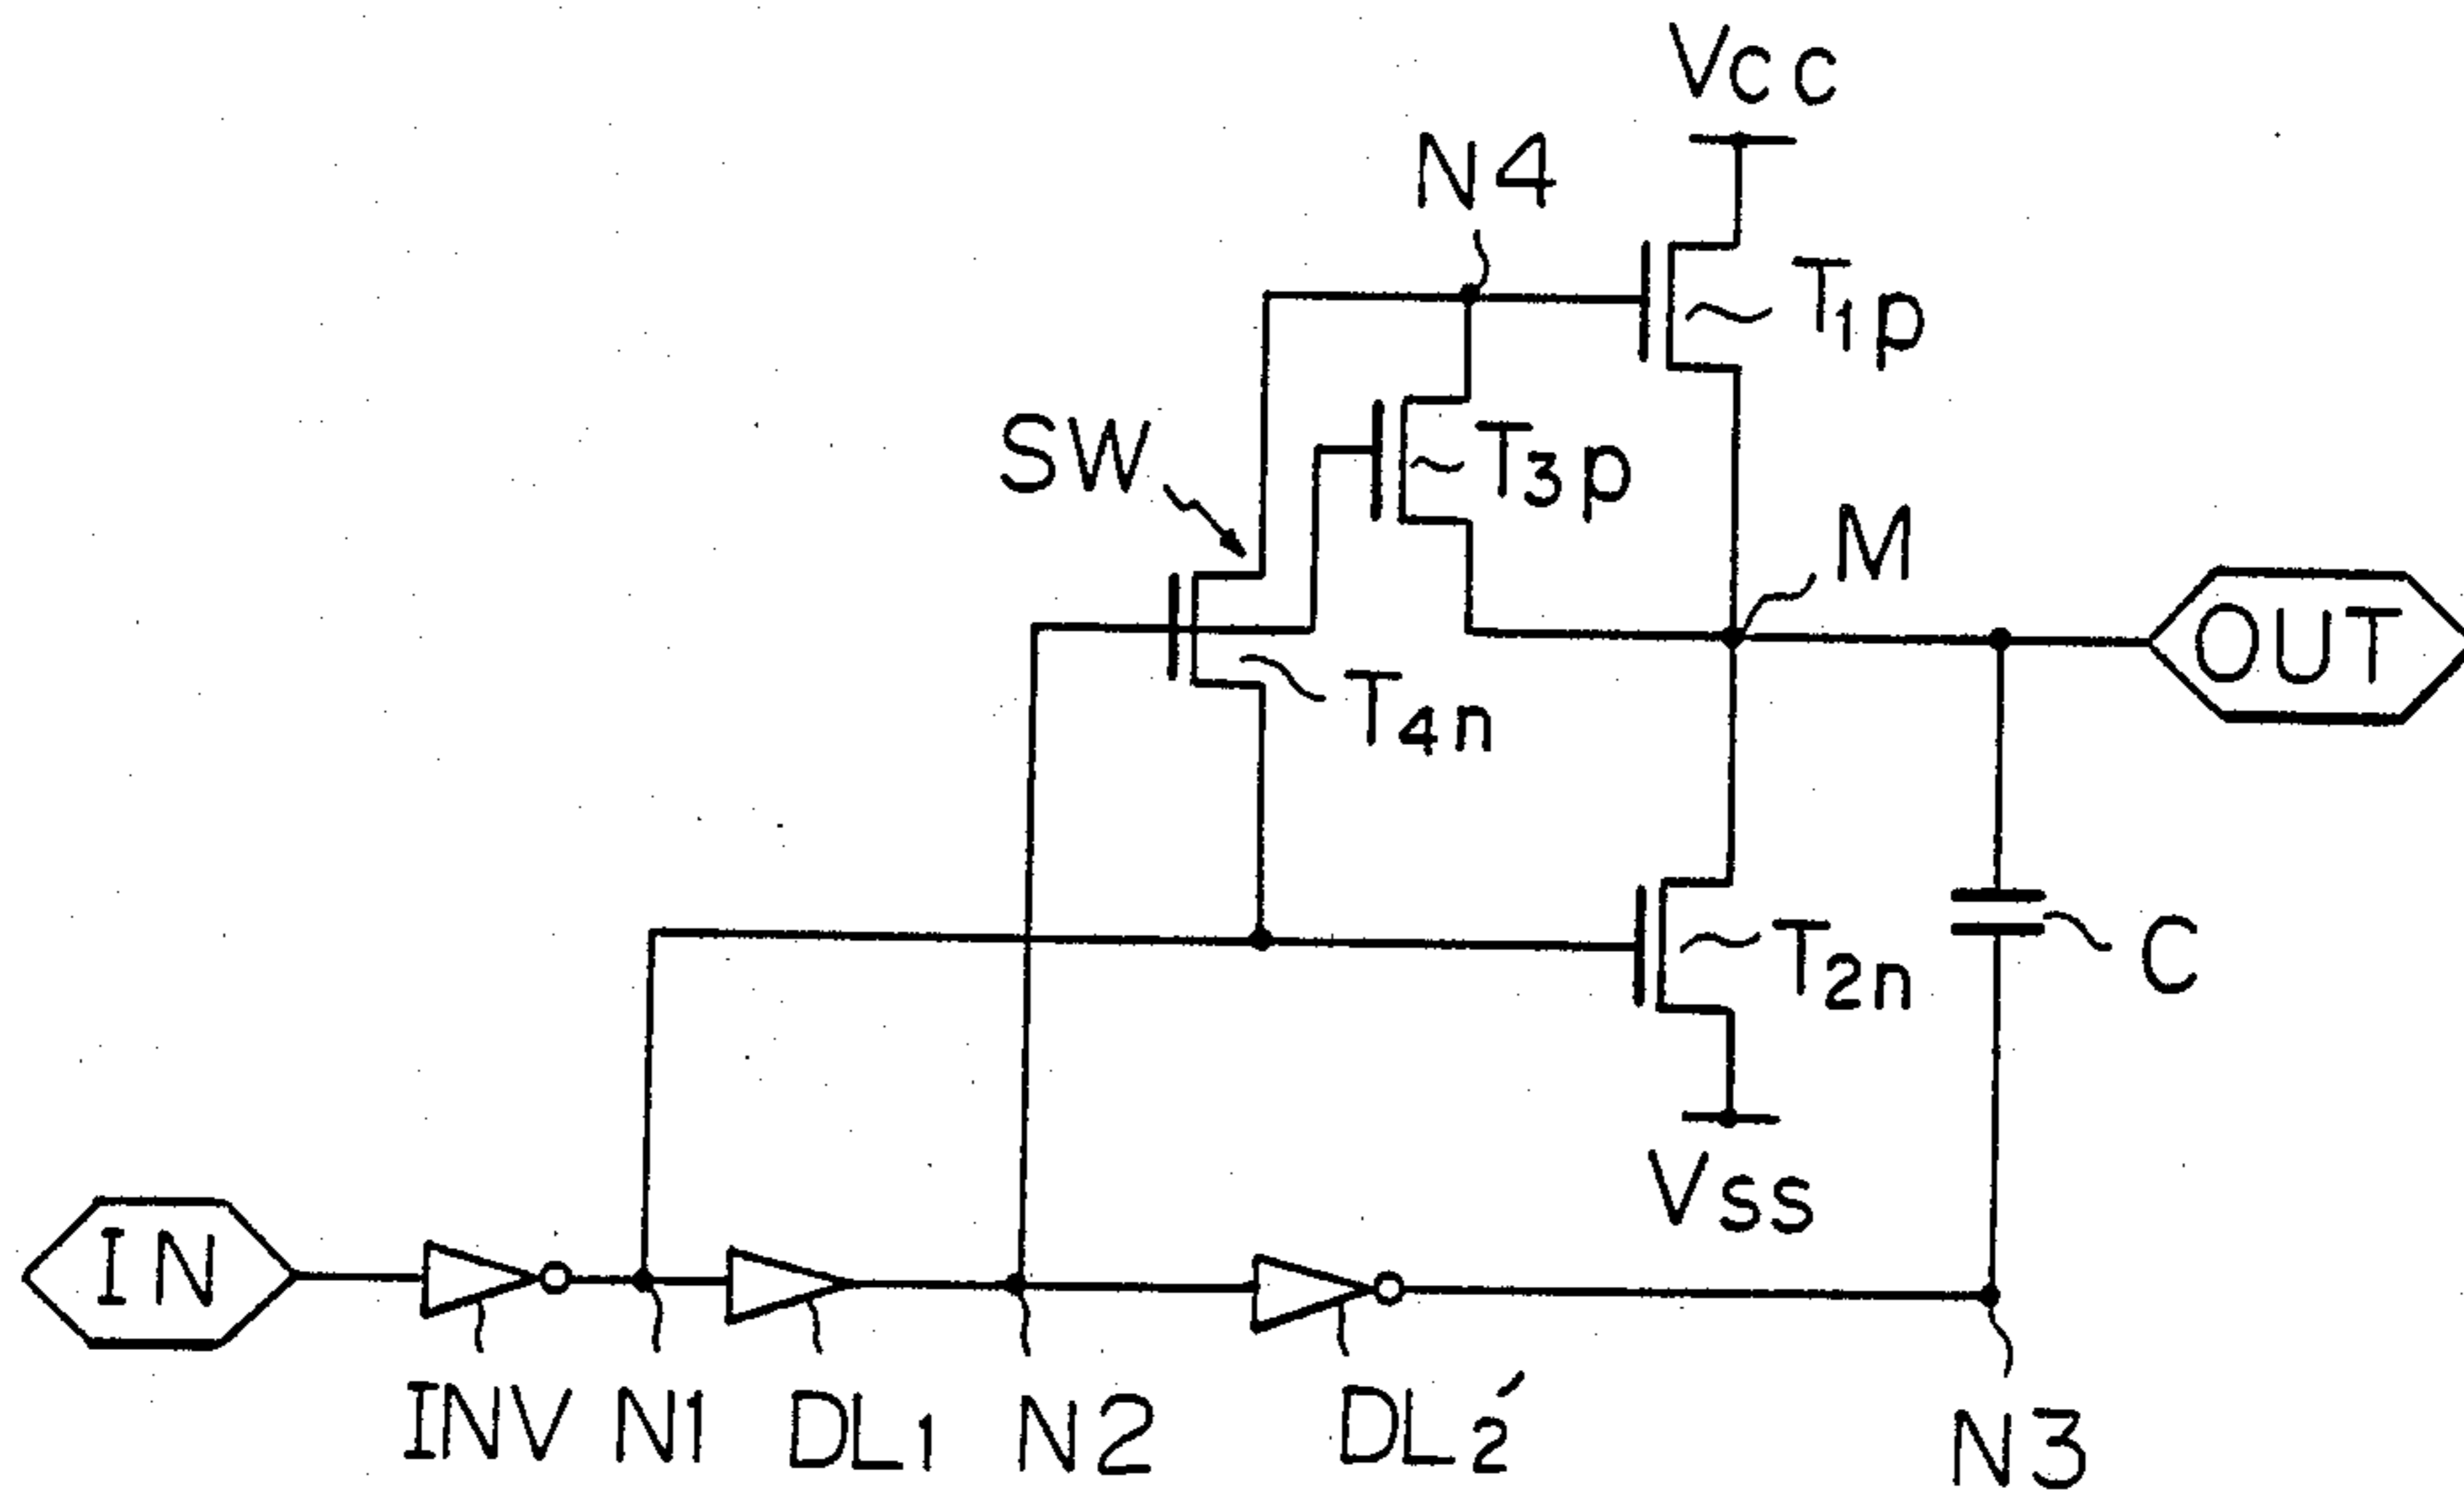 Vcc
N4
T1p
SW
T3p
M
OUT
T4n
C
T2n
Vss
IN
INV
N1
DL1
N2
DL2′
N3